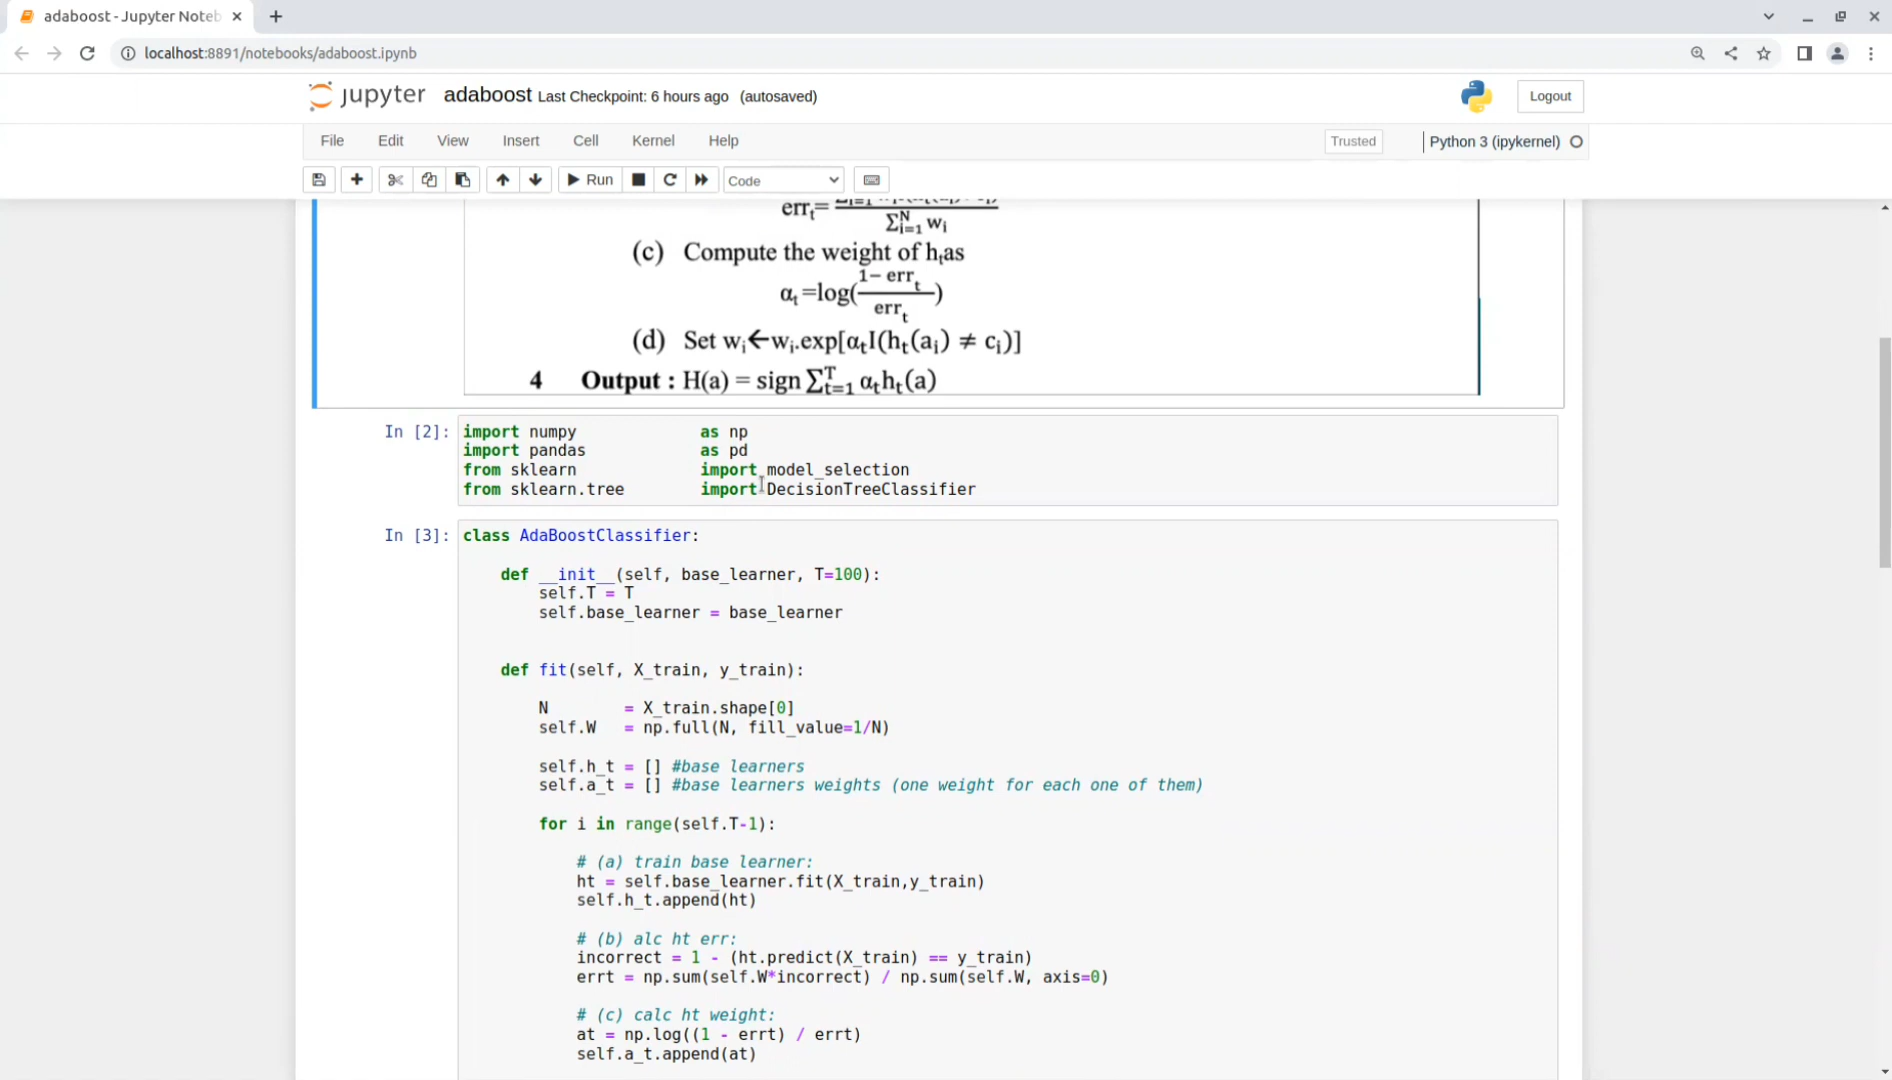 adaboost - Jupyter Noteb
localhost:8891/notebooks/adaboost.ipynb
jupyter adaboost Last Checkpoint: 6 hours ago (autosaved)
Logout
File Edit View Insert Cell Kernel Help
Trusted
Python 3 (ipykernel)
Run
Code
errₜ=
Σᴺᵢ₌₁ wᵢ
(c) Compute the weight of hₜas
αₜ =log((1− errₜ)/errₜ)
(d) Set wᵢ←wᵢ.exp[αₜI(hₜ(aᵢ) ≠ cᵢ)]
4 Output : H(a) = sign Σᵀₜ₌₁ αₜhₜ(a)
In [2]:
import numpy as np
import pandas as pd
from sklearn import model_selection
from sklearn.tree import DecisionTreeClassifier
In [3]:
class AdaBoostClassifier:
def __init__(self, base_learner, T=100):
self.T = T
self.base_learner = base_learner
def fit(self, X_train, y_train):
N = X_train.shape[0]
self.W = np.full(N, fill_value=1/N)
self.h_t = [] #base learners
self.a_t = [] #base learners weights (one weight for each one of them)
for i in range(self.T-1):
# (a) train base learner:
ht = self.base_learner.fit(X_train,y_train)
self.h_t.append(ht)
# (b) alc ht err:
incorrect = 1 - (ht.predict(X_train) == y_train)
errt = np.sum(self.W*incorrect) / np.sum(self.W, axis=0)
# (c) calc ht weight:
at = np.log((1 - errt) / errt)
self.a_t.append(at)